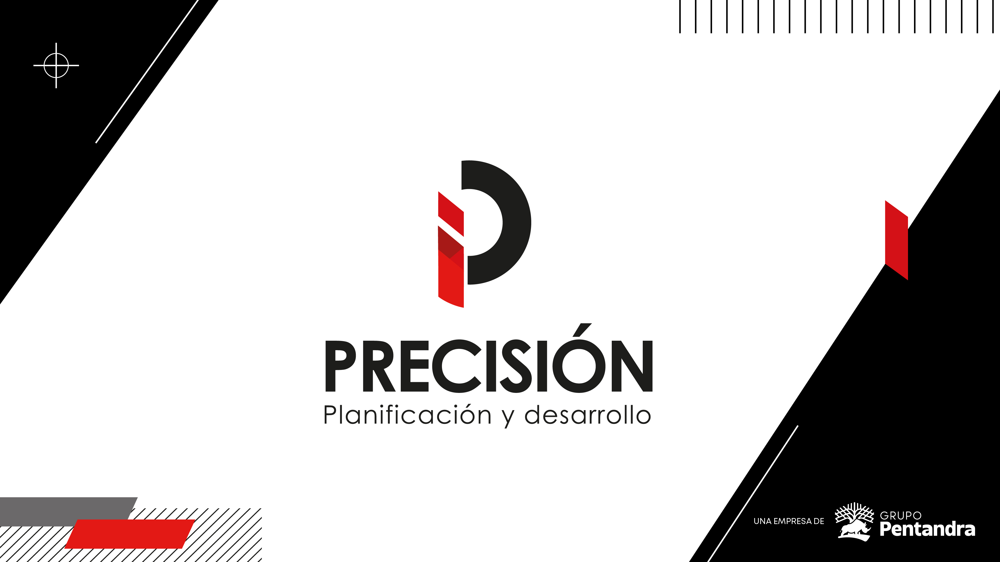 PRECISIÓN
Planificación y desarrollo
UNA EMPRESA DE
GRUPO
Pentandra